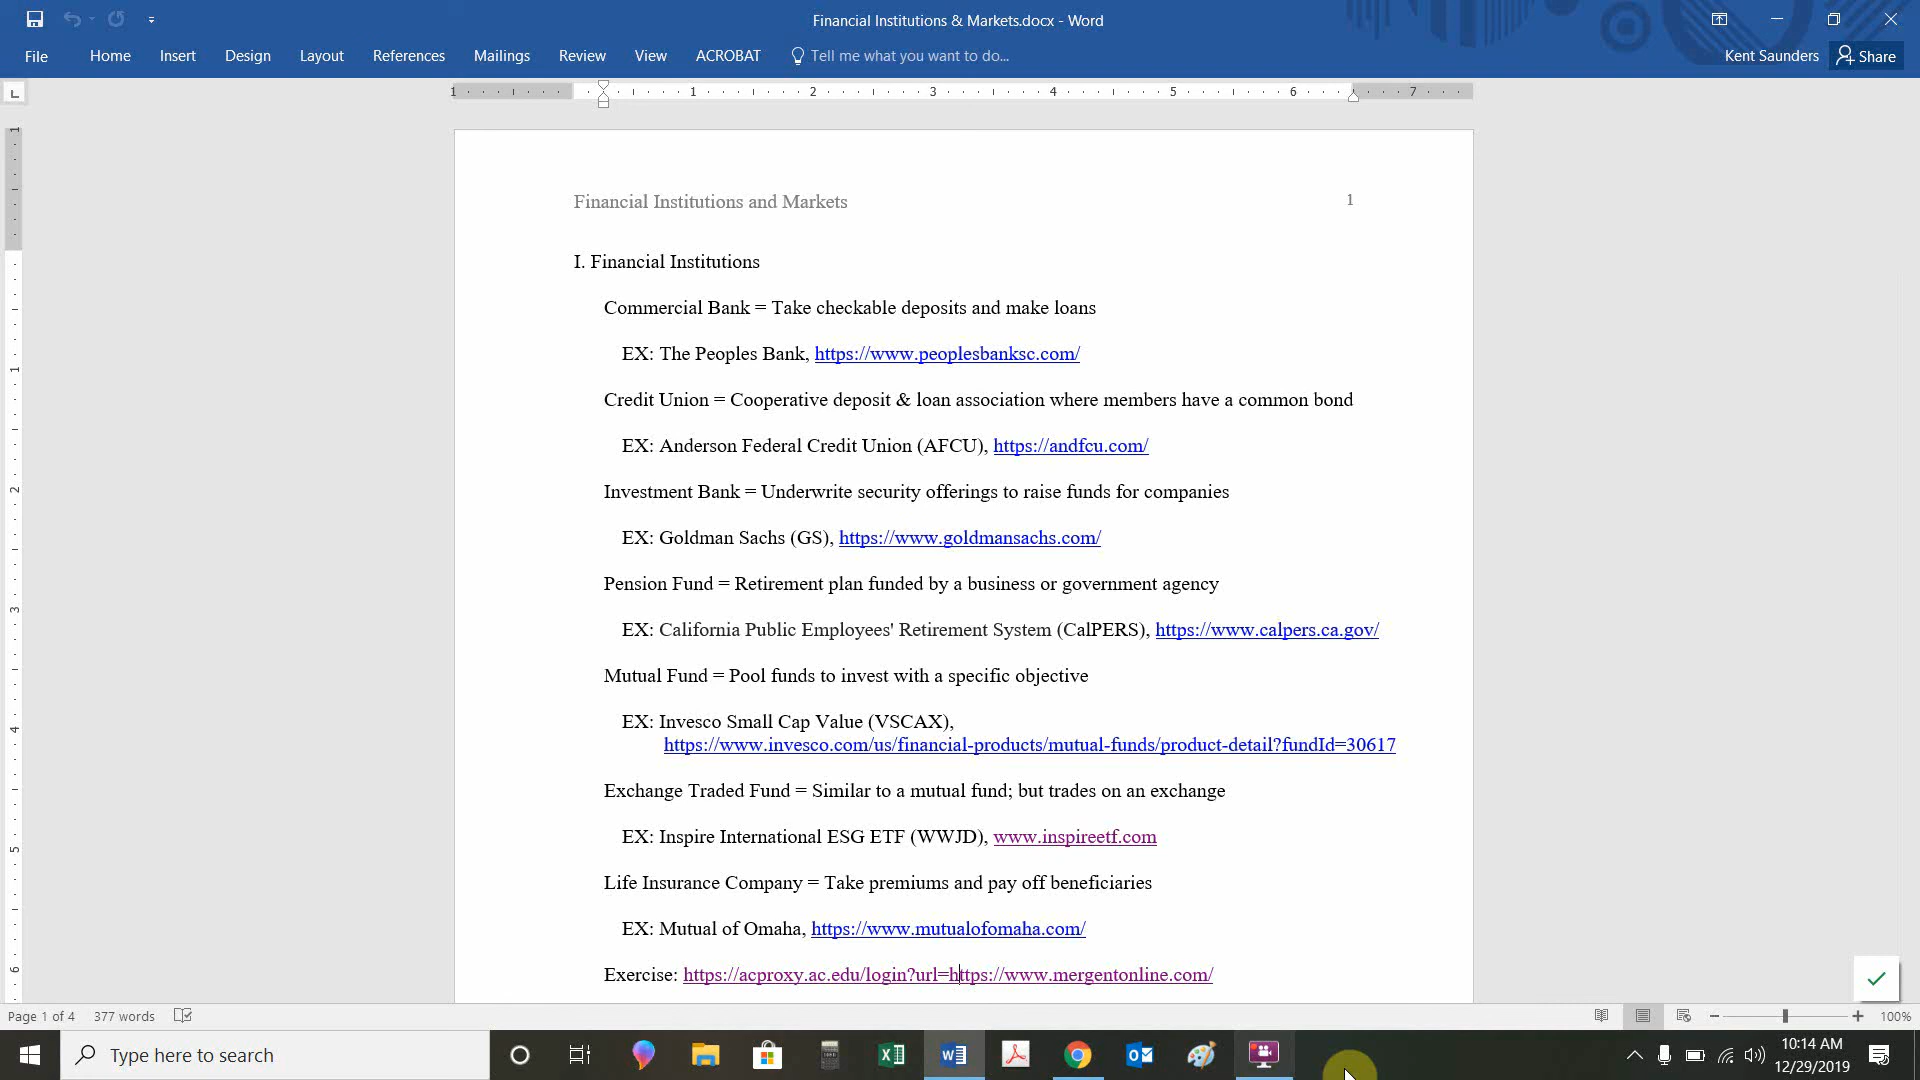 Financial Institutions & Markets.docx - Word
File Home Insert Design Layout References Mailings Review View ACROBAT Tell me what you want to do... Kent Saunders Share
1 1 2 3 4 5 6 7
Financial Institutions and Markets 1
I. Financial Institutions
Commercial Bank = Take checkable deposits and make loans
EX: The Peoples Bank, https://www.peoplesbanksc.com/
Credit Union = Cooperative deposit & loan association where members have a common bond
EX: Anderson Federal Credit Union (AFCU), https://andfcu.com/
Investment Bank = Underwrite security offerings to raise funds for companies
EX: Goldman Sachs (GS), https://www.goldmansachs.com/
Pension Fund = Retirement plan funded by a business or government agency
EX: California Public Employees' Retirement System (CalPERS), https://www.calpers.ca.gov/
Mutual Fund = Pool funds to invest with a specific objective
EX: Invesco Small Cap Value (VSCAX),
https://www.invesco.com/us/financial-products/mutual-funds/product-detail?fundId=30617
Exchange Traded Fund = Similar to a mutual fund; but trades on an exchange
EX: Inspire International ESG ETF (WWJD), www.inspireetf.com
Life Insurance Company = Take premiums and pay off beneficiaries
EX: Mutual of Omaha, https://www.mutualofomaha.com/
Exercise: https://acproxy.ac.edu/login?url=https://www.mergentonline.com/
Page 1 of 4 377 words 100%
Type here to search
10:14 AM
12/29/2019